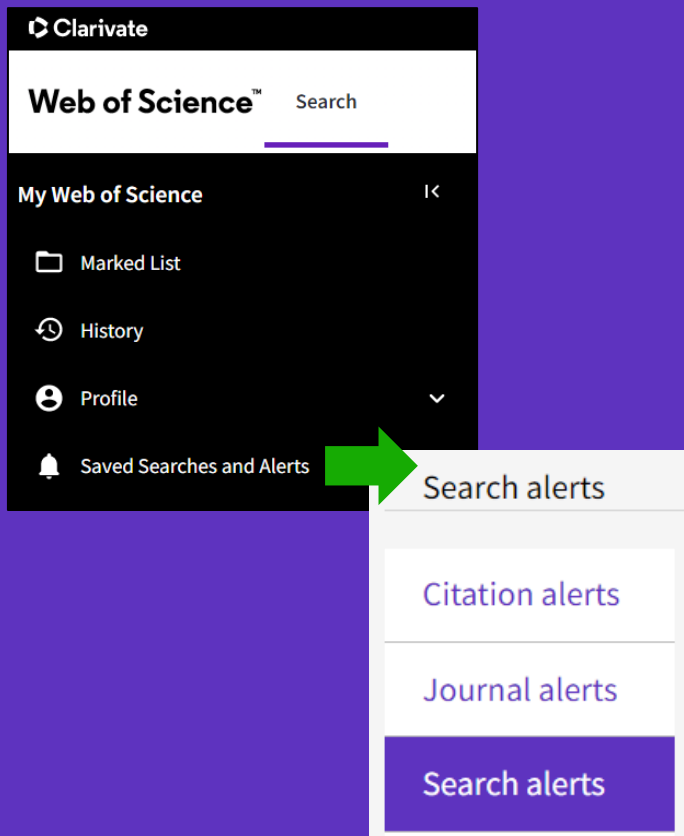 Clarivate
Web of Science™ Search
My Web of Science
Marked List
History
Profile
Saved Searches and Alerts
Search alerts
Citation alerts
Journal alerts
Search alerts